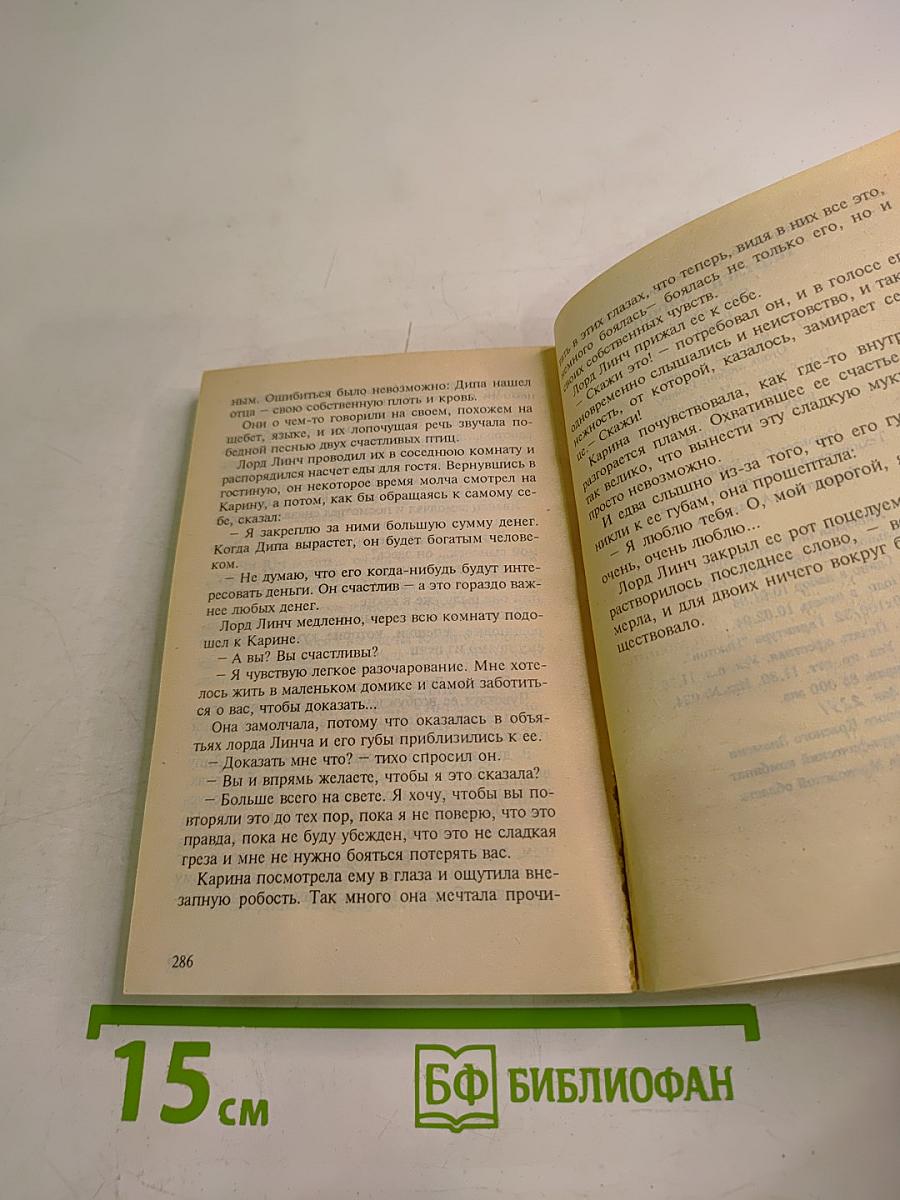 ным. Ошибиться было невозможно: Дипа нашел
отца — свою собственную плоть и кровь.
Они о чем-то говорили на своем, похожем на
щебет, языке, и их лопочущая речь звучала по-
бедной песнью двух счастливых птиц.
Лорд Линч проводил их в соседнюю комнату и
распорядился насчет еды для гостя. Вернувшись в
гостиную, он некоторое время молча смотрел на
Карину, а потом, как бы обращаясь к самому се-
бе, сказал:
— Я закреплю за ними большую сумму денег.
Когда Дипа вырастет, он будет богатым челове-
ком.
— Не думаю, что его когда-нибудь будут инте-
ресовать деньги. Он счастлив — а это гораздо важ-
нее любых денег.
Лорд Линч медленно, через всю комнату подо-
шел к Карине.
— А вы? Вы счастливы?
— Я чувствую легкое разочарование. Мне хоте-
лось жить в маленьком домике и самой заботить-
ся о вас, чтобы доказать...
Она замолчала, потому что оказалась в объя-
тьях лорда Линча и его губы приблизились к ее.
— Доказать мне что? — тихо спросил он.
— Вы и впрямь желаете, чтобы я это сказала?
— Больше всего на свете. Я хочу, чтобы вы по-
вторяли это до тех пор, пока я не поверю, что это
правда, пока не буду убежден, что это не сладкая
греза и мне не нужно бояться потерять вас.
Карина посмотрела ему в глаза и ощутила вне-
запную робость. Так много она мечтала прочи-
286
тать в этих глазах, что теперь, видя в них все это,
немного боялась — боялась не только его, но и
своих собственных чувств.
Лорд Линч прижал ее к себе.
— Скажи это! — потребовал он, и в голосе ег
одновременно слышались и неистовство, и так
нежность, от которой, казалось, замирает се
це. — Скажи!
Карина почувствовала, как где-то внутр
разгорается пламя. Охватившее ее счастье
так велико, что вынести эту сладкую мук
просто невозможно.
И едва слышно из-за того, что его гу
никли к ее губам, она прошептала:
— Я люблю тебя. О, мой дорогой, я
очень, очень люблю...
Лорд Линч закрыл ее рот поцелуем
растворилось последнее слово, — в
мерла, и для двоих ничего вокруг б
ществовало.
15 см
БФ БИБЛИОФАН